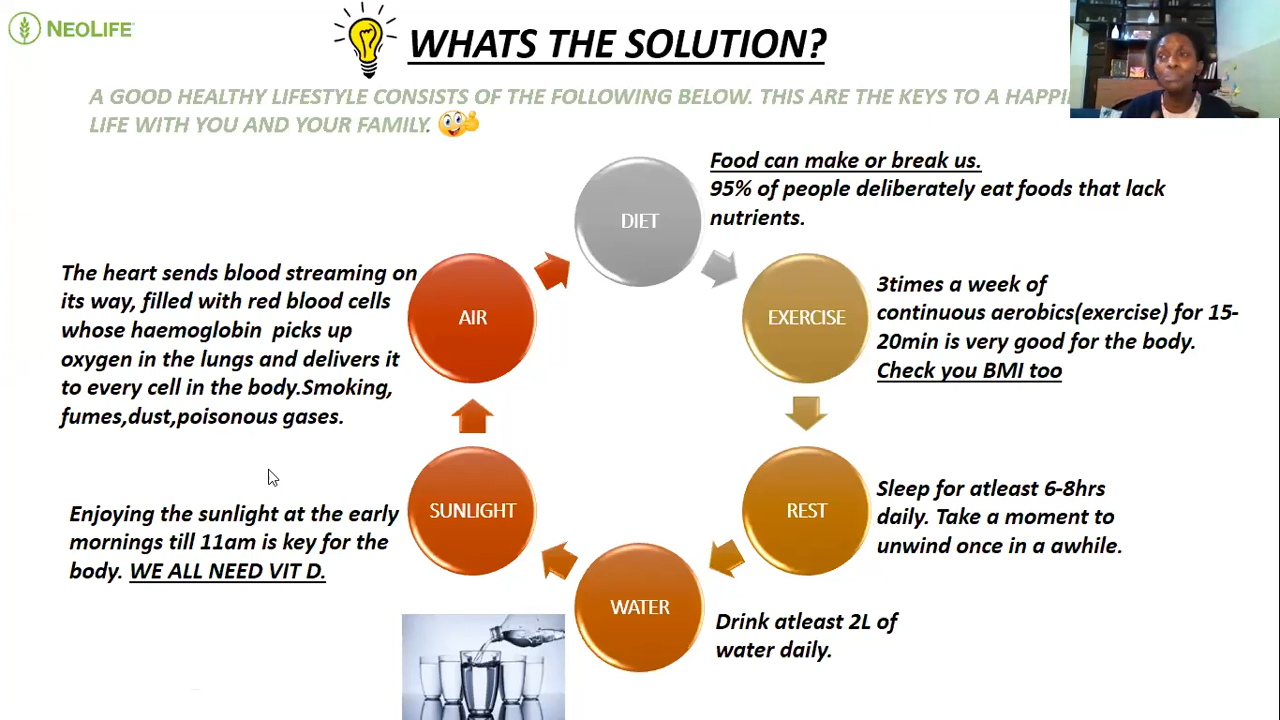 NEOLIFE
WHATS THE SOLUTION?
A GOOD HEALTHY LIFESTYLE CONSISTS OF THE FOLLOWING BELOW. THIS ARE THE KEYS TO A
LIFE WITH YOU AND YOUR FAMILY.
DIET
Food can make or break us.
95% of people deliberately eat foods that lack
nutrients.
EXERCISE
3times a week of
continuous aerobics(exercise) for 15-
20min is very good for the body.
Check you BMI too
REST
Sleep for atleast 6-8hrs
daily. Take a moment to
unwind once in a awhile.
WATER
Drink atleast 2L of
water daily.
SUNLIGHT
Enjoying the sunlight at the early
mornings till 11am is key for the
body. WE ALL NEED VIT D.
AIR
The heart sends blood streaming on
its way, filled with red blood cells
whose haemoglobin picks up
oxygen in the lungs and delivers it
to every cell in the body.Smoking,
fumes,dust,poisonous gases.